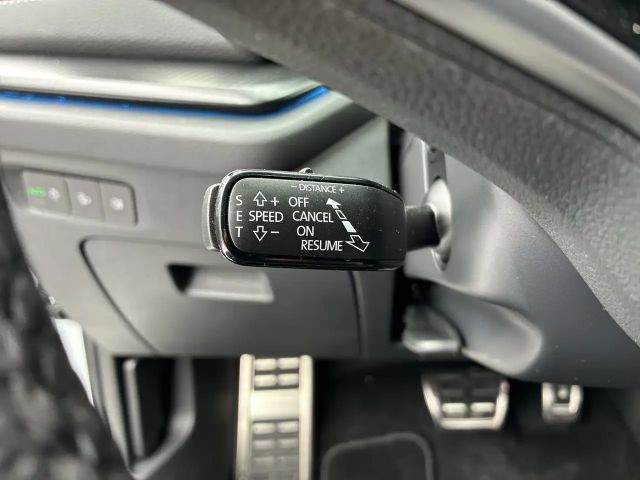 − DISTANCE +
S + OFF
E SPEED CANCEL
T − ON
RESUME